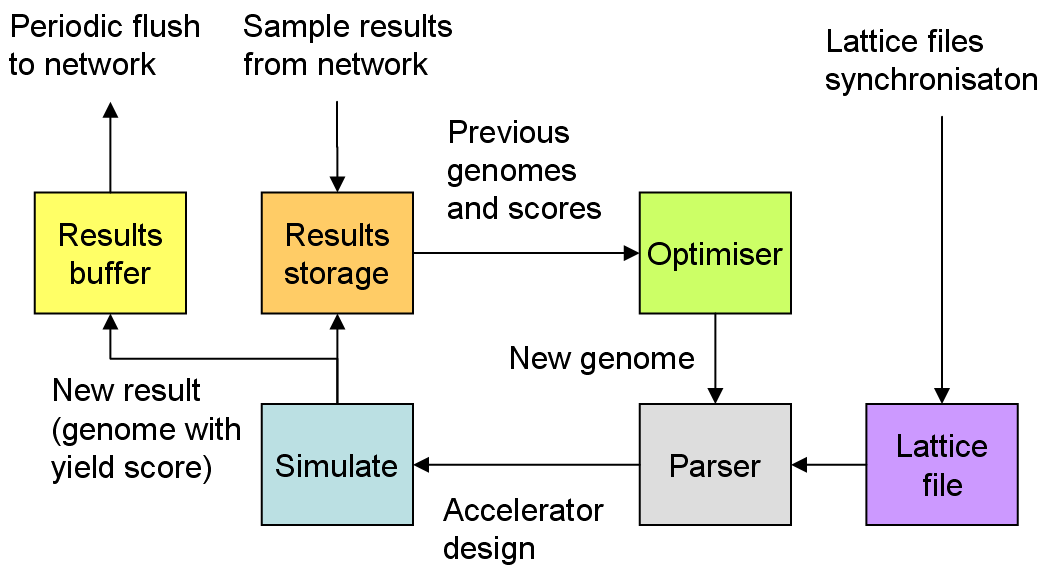 Periodic flush
to network
Sample results
from network
Lattice files
synchronisaton
Previous
genomes
and scores
Results
buffer
Results
storage
Optimiser
New genome
New result
(genome with
yield score)
Simulate
Parser
Lattice
file
Accelerator
design